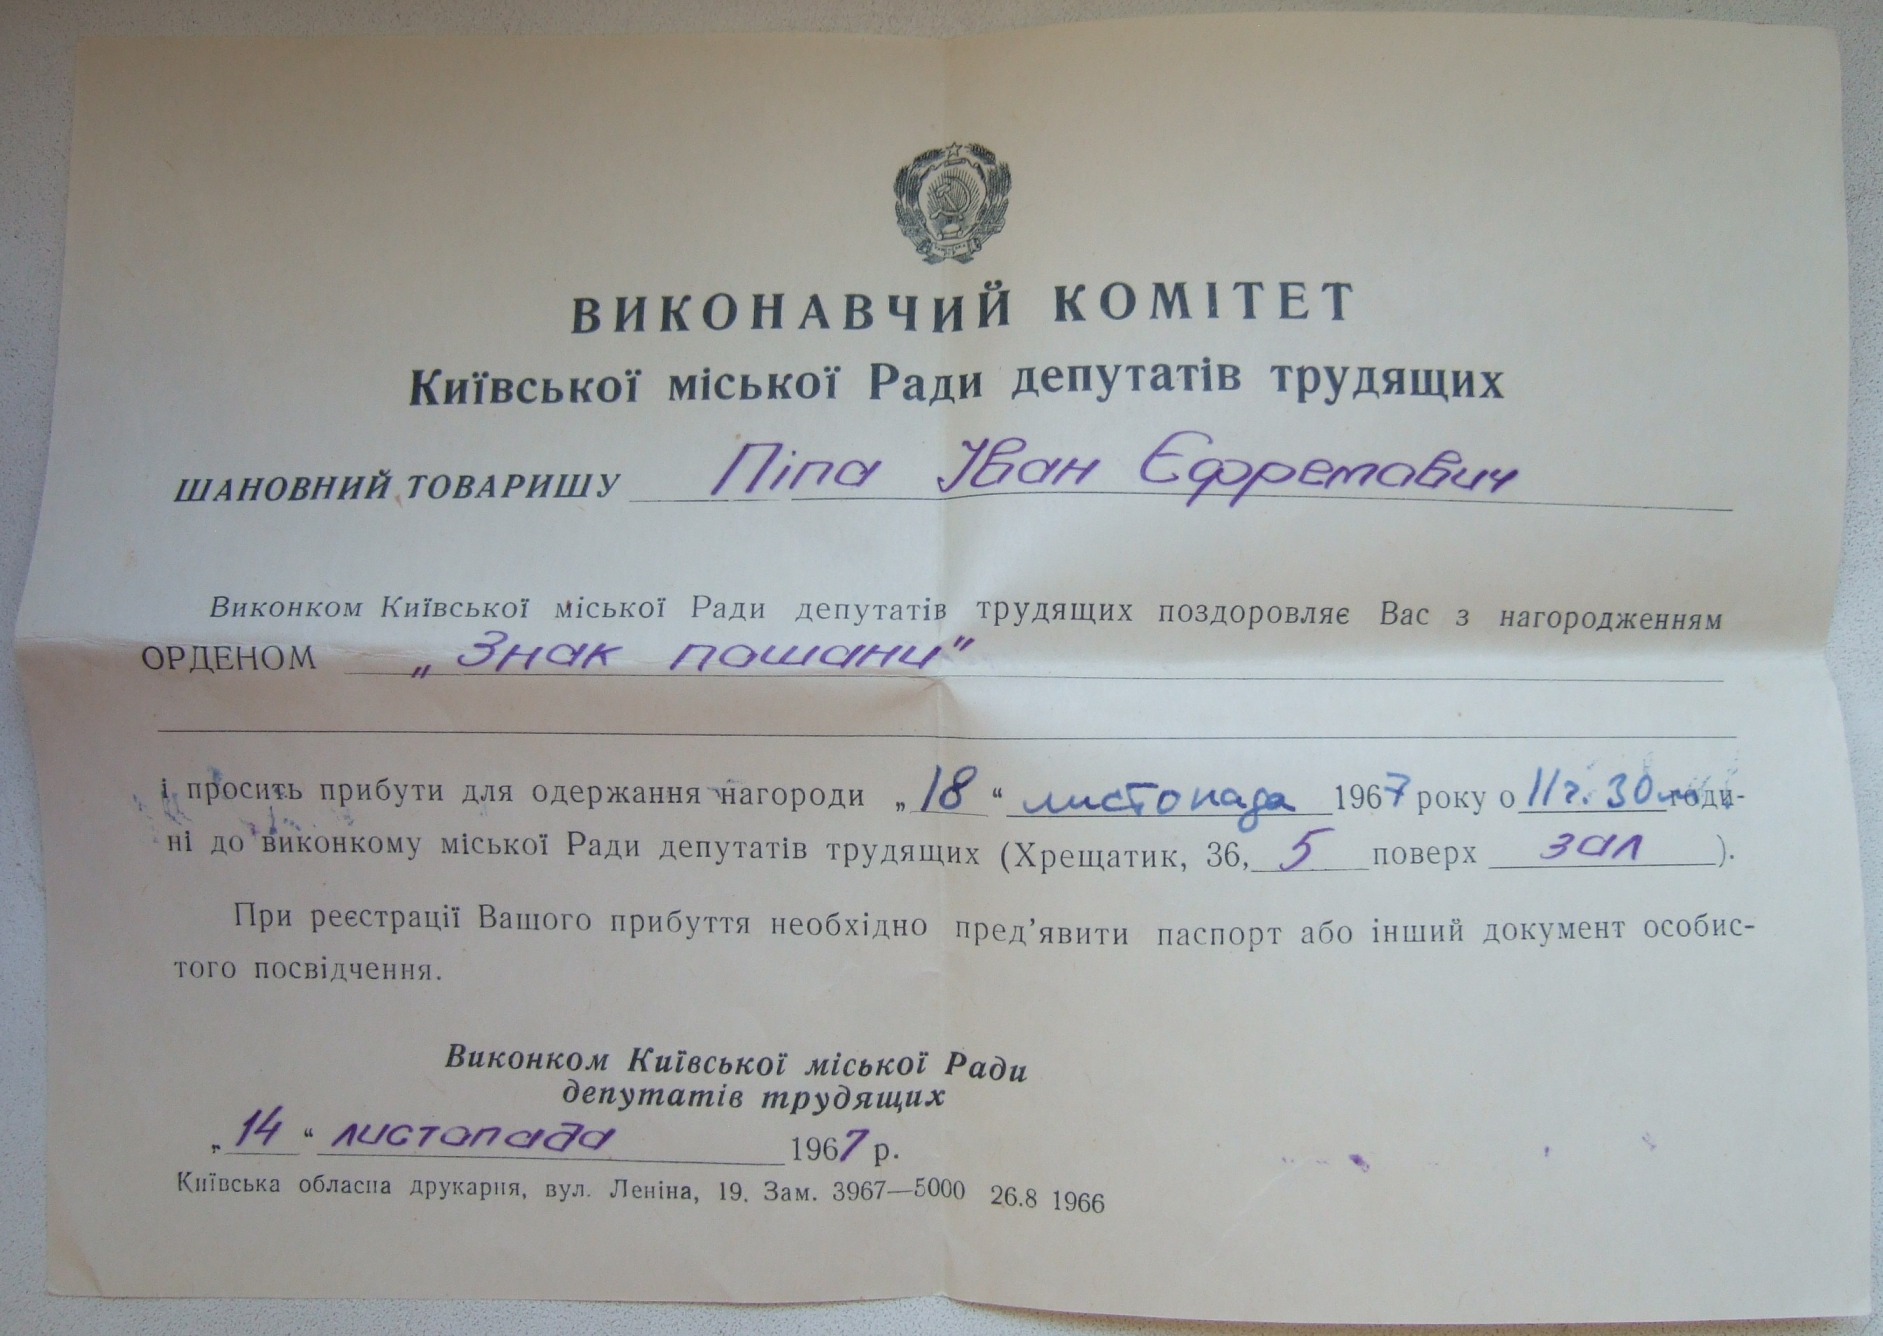 ВИКОНАВЧИЙ КОМІТЕТ
Київської міської Ради депутатів трудящих
ШАНОВНИЙ ТОВАРИШУ Піпа Іван Єфремович
Виконком Київської міської Ради депутатів трудящих поздоровляє Вас з нагородженням
ОРДЕНОМ „Знак пошани"
і просить прибути для одержання нагороди „18" листопада 1967 року о 11 г. 30 м годи-
ні до виконкому міської Ради депутатів трудящих (Хрещатик, 36, 5 поверх зал ).
При реєстрації Вашого прибуття необхідно пред'явити паспорт або інший документ особис-
того посвідчення.
Виконком Київської міської Ради
депутатів трудящих
„14" листопада 1967 р.
Київська обласна друкарня, вул. Леніна, 19. Зам. 3967—5000 26.8 1966